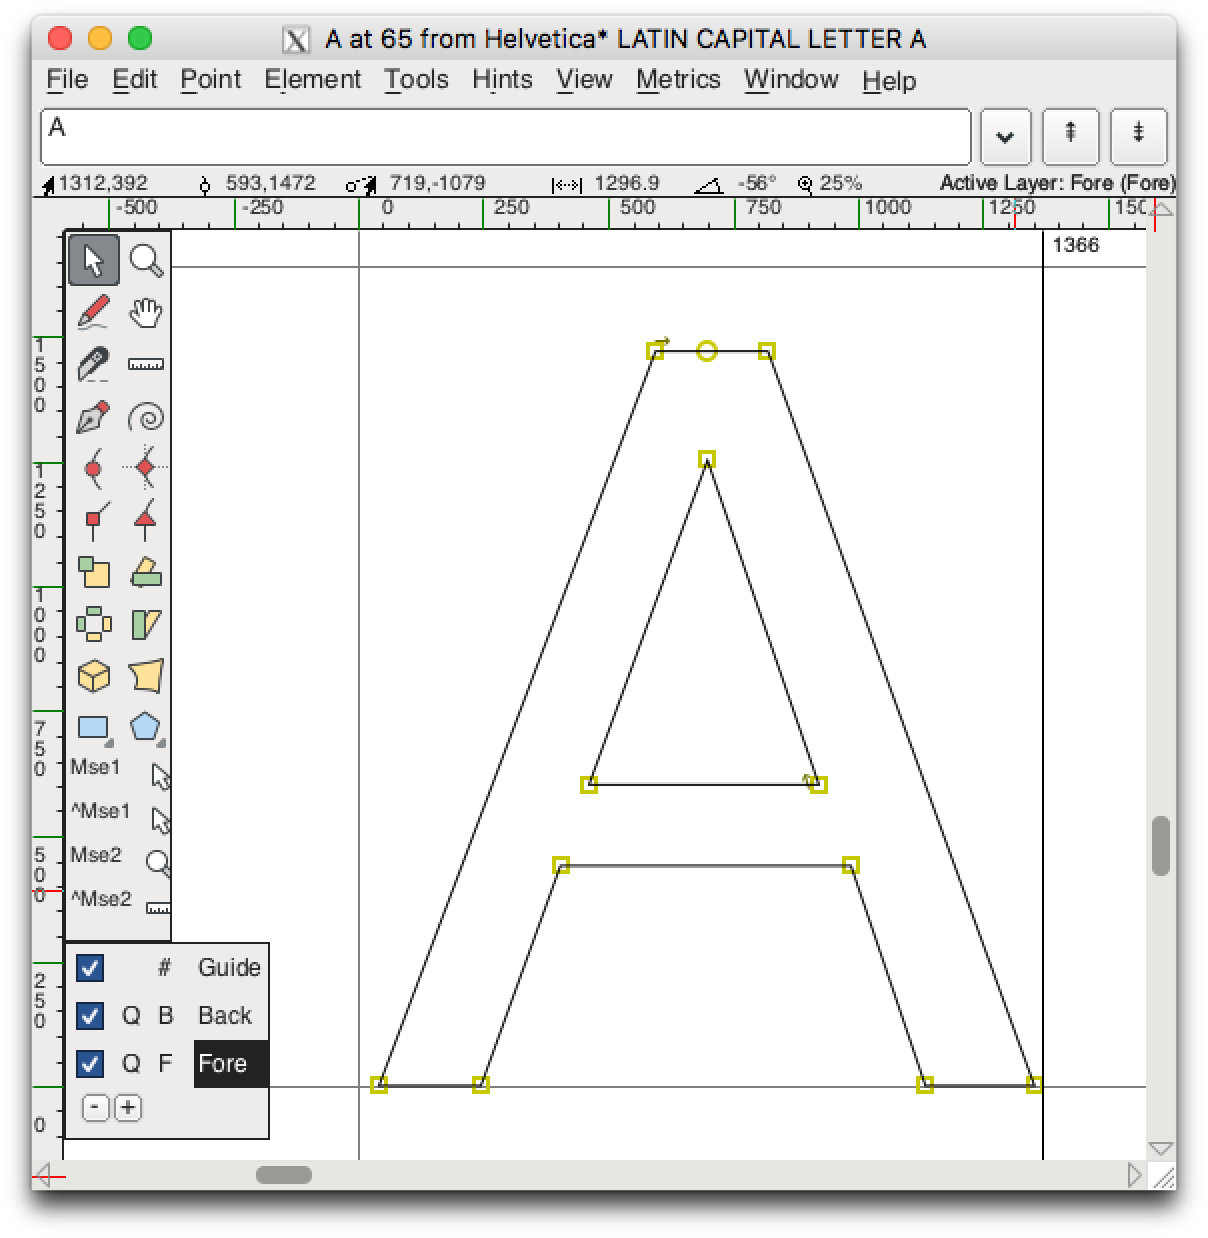 A at 65 from Helvetica* LATIN CAPITAL LETTER A
File Edit Point Element Tools Hints View Metrics Window Help
A
1312,392 593,1472 719,-1079 1296.9 -56° 25% Active Layer: Fore (Fore)
-500 -250 0 250 500 750 1000 1250
1366
1500
1250
1000
750
Mse1
^Mse1
Mse2
500
^Mse2
# Guide
250
Q B Back
Q F Fore
- +
0